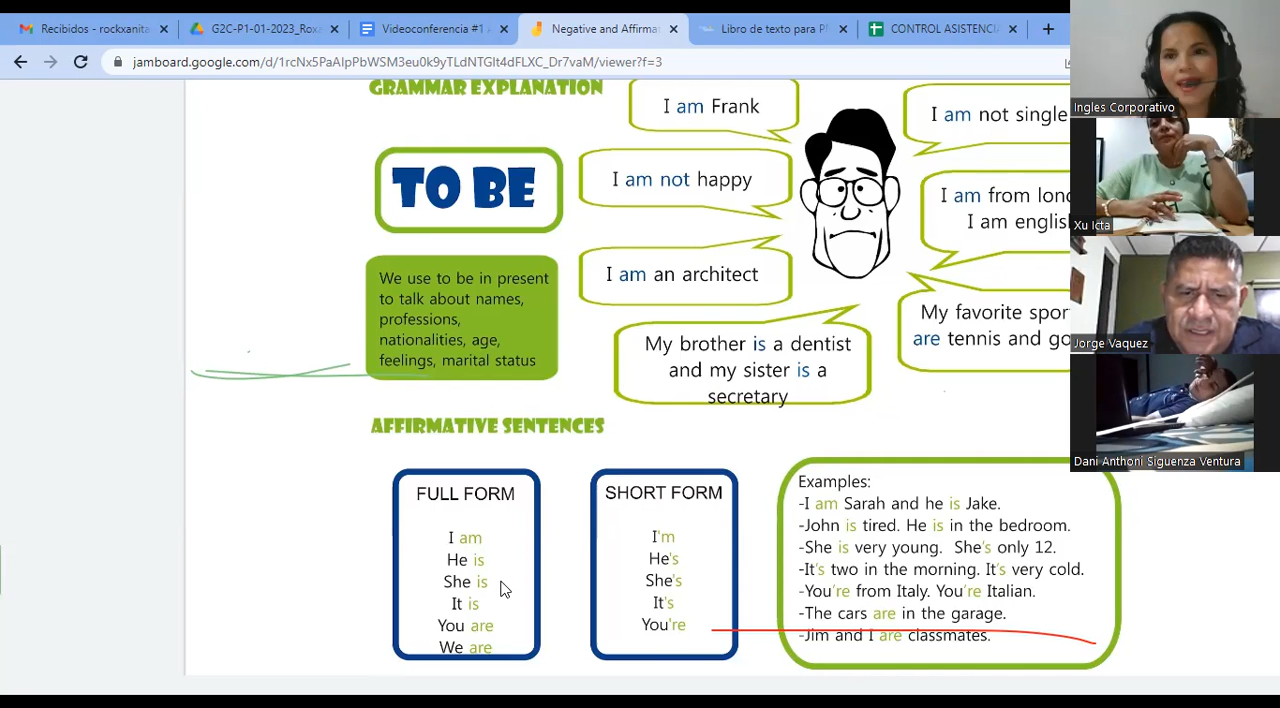 Recibidos - rockxanita
G2C-P1-01-2023_Rox
Videoconferencia #1
Negative and Affirmat
Libro de texto para P
CONTROL ASISTENCIA
jamboard.google.com/d/1rcNx5PaAIpPbWSM3eu0k9yTLdNTGIt4dFLXC_Dr7vaM/viewer?f=3
GRAMMAR EXPLANATION
I am Frank
I am not single
TO BE
I am not happy
I am from lond
I am englis
We use to be in present
to talk about names,
professions,
nationalities, age,
feelings, marital status
I am an architect
My favorite spor
are tennis and go
My brother is a dentist
and my sister is a
secretary
AFFIRMATIVE SENTENCES
FULL FORM
I am
He is
She is
It is
You are
We are
SHORT FORM
I'm
He's
She's
It's
You're
Examples:
-I am Sarah and he is Jake.
-John is tired. He is in the bedroom.
-She is very young. She's only 12.
-It's two in the morning. It's very cold.
-You're from Italy. You're Italian.
-The cars are in the garage.
-Jim and I are classmates.
Ingles Corporativo
Xu Icta
Jorge Vaquez
Dani Anthoni Siguenza Ventura